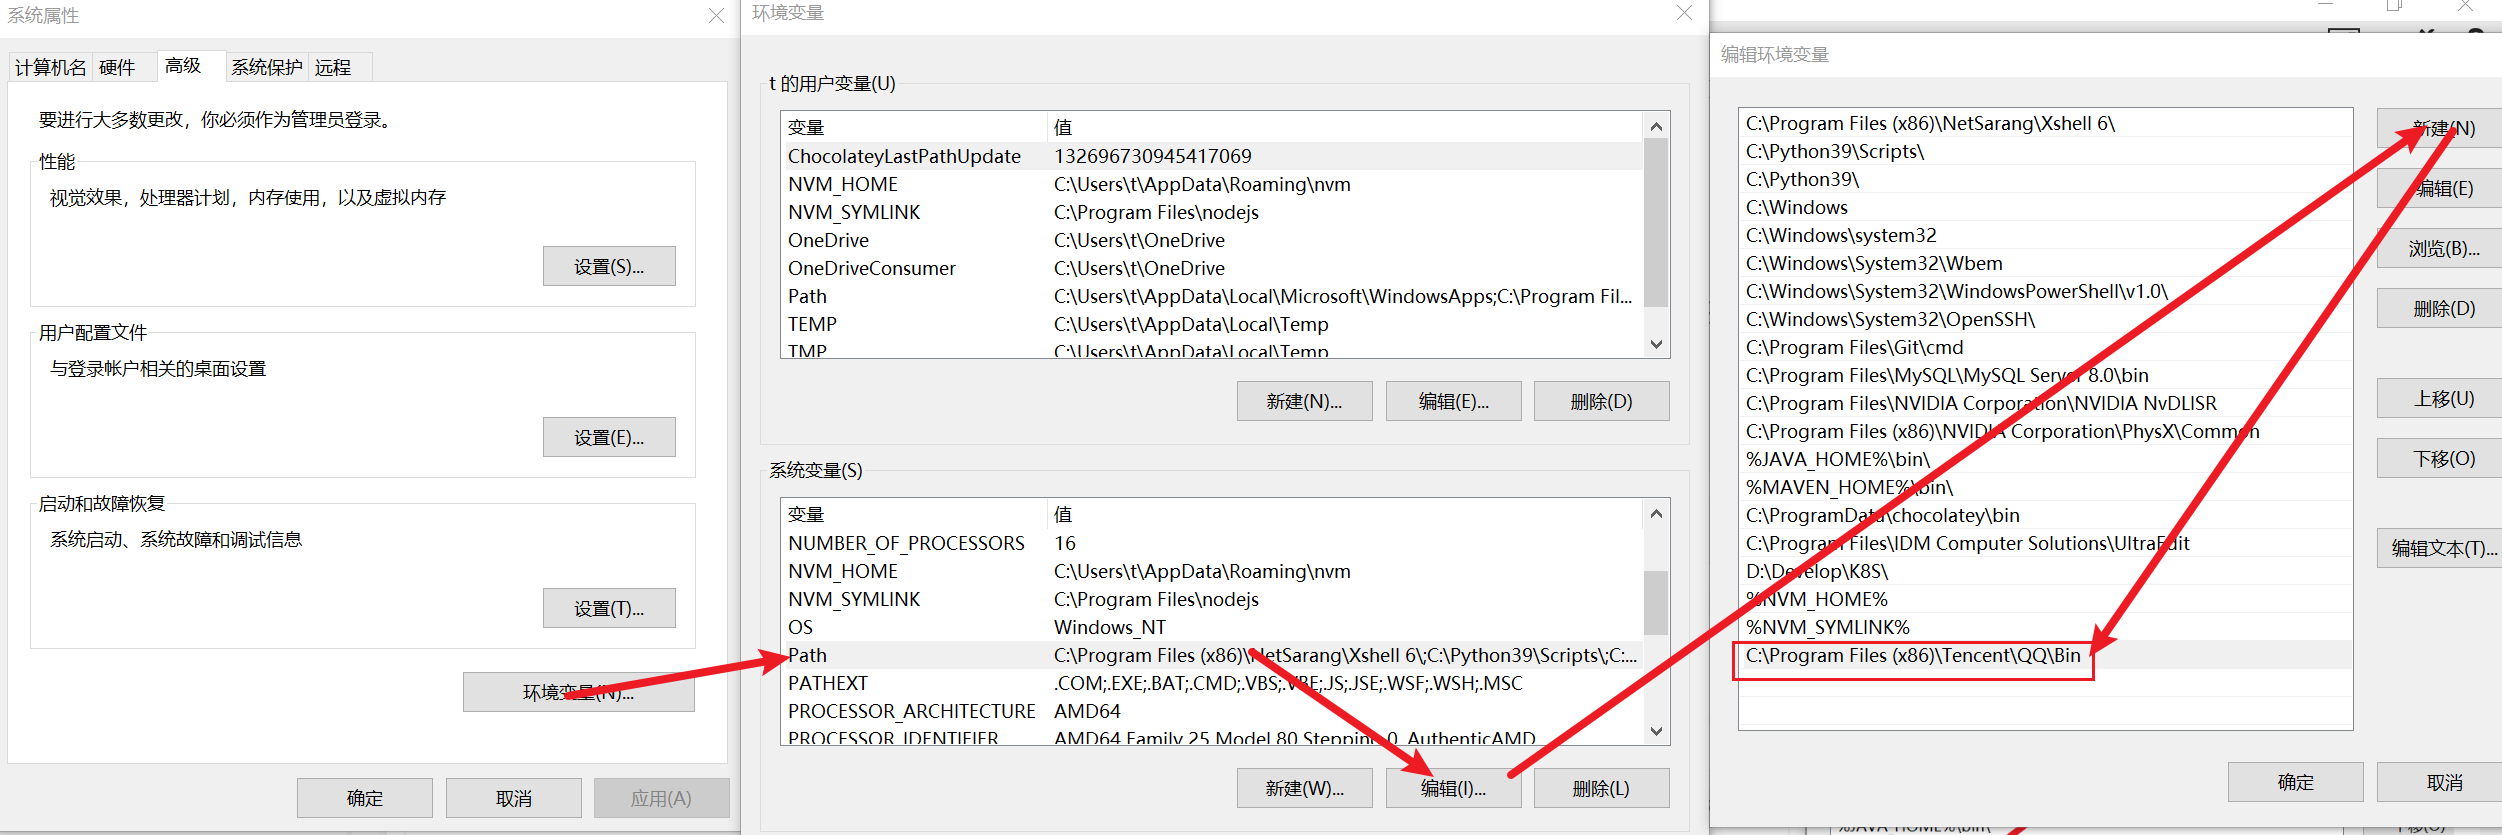 系统属性
计算机名
硬件
高级
系统保护
远程
要进行大多数更改，你必须作为管理员登录。
性能
视觉效果，处理器计划，内存使用，以及虚拟内存
设置(S)...
用户配置文件
与登录帐户相关的桌面设置
设置(E)...
启动和故障恢复
系统启动、系统故障和调试信息
设置(T)...
环境变量(N)...
确定
取消
应用(A)
环境变量
t 的用户变量(U)
变量 值
ChocolateyLastPathUpdate 132696730945417069
NVM_HOME C:\Users\t\AppData\Roaming\nvm
NVM_SYMLINK C:\Program Files\nodejs
OneDrive C:\Users\t\OneDrive
OneDriveConsumer C:\Users\t\OneDrive
Path C:\Users\t\AppData\Local\Microsoft\WindowsApps;C:\Program Fil...
TEMP C:\Users\t\AppData\Local\Temp
TMP C:\Users\t\AppData\Local\Temp
新建(N)...
编辑(E)...
删除(D)
系统变量(S)
变量 值
NUMBER_OF_PROCESSORS 16
NVM_HOME C:\Users\t\AppData\Roaming\nvm
NVM_SYMLINK C:\Program Files\nodejs
OS Windows_NT
Path C:\Program Files (x86)\NetSarang\Xshell 6\;C:\Python39\Scripts\;C:...
PATHEXT .COM;.EXE;.BAT;.CMD;.VBS;.VBE;.JS;.JSE;.WSF;.WSH;.MSC
PROCESSOR_ARCHITECTURE AMD64
PROCESSOR_IDENTIFIER AMD64 Family 25 Model 80 Stepping 0, AuthenticAMD
新建(W)...
编辑(I)...
删除(L)
编辑环境变量
C:\Program Files (x86)\NetSarang\Xshell 6\
C:\Python39\Scripts\
C:\Python39\
C:\Windows
C:\Windows\system32
C:\Windows\System32\Wbem
C:\Windows\System32\WindowsPowerShell\v1.0\
C:\Windows\System32\OpenSSH\
C:\Program Files\Git\cmd
C:\Program Files\MySQL\MySQL Server 8.0\bin
C:\Program Files\NVIDIA Corporation\NVIDIA NvDLISR
C:\Program Files (x86)\NVIDIA Corporation\PhysX\Common
%JAVA_HOME%\bin\
%MAVEN_HOME%\bin\
C:\ProgramData\chocolatey\bin
C:\Program Files\IDM Computer Solutions\UltraEdit
D:\Develop\K8S\
%NVM_HOME%
%NVM_SYMLINK%
C:\Program Files (x86)\Tencent\QQ\Bin
新建(N)
编辑(E)
浏览(B)...
删除(D)
上移(U)
下移(O)
编辑文本(T)...
确定
取消
%JAVA_HOME%\bin\
下移(O)